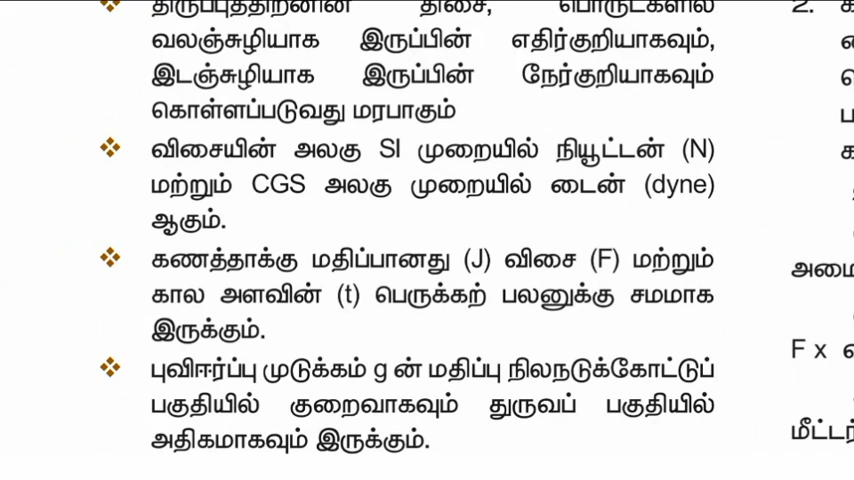 திருப்புத்திறனின் திசை, பொருட்களில்
வலஞ்சுழியாக இருப்பின் எதிர்குறியாகவும்,
இடஞ்சுழியாக இருப்பின் நேர்குறியாகவும்
கொள்ளப்படுவது மரபாகும்
விசையின் அலகு SI முறையில் நியூட்டன் (N)
மற்றும் CGS அலகு முறையில் டைன் (dyne)
ஆகும்.
கணத்தாக்கு மதிப்பானது (J) விசை (F) மற்றும்
கால அளவின் (t) பெருக்கற் பலனுக்கு சமமாக
இருக்கும்.
புவிஈர்ப்பு முடுக்கம் g ன் மதிப்பு நிலநடுக்கோட்டுப்
பகுதியில் குறைவாகவும் துருவப் பகுதியில்
அதிகமாகவும் இருக்கும்.
2.
F x